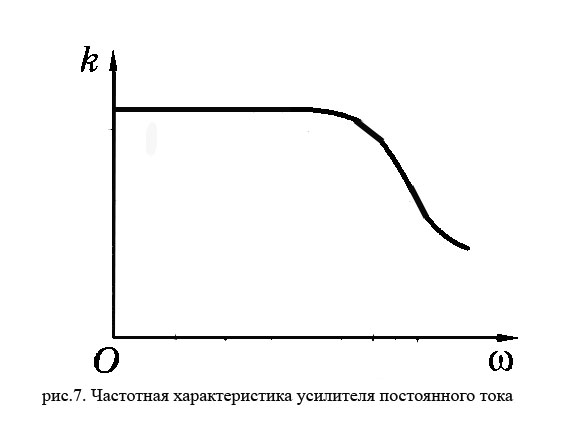 k
O
ω
рис.7. Частотная характеристика усилителя постоянного тока